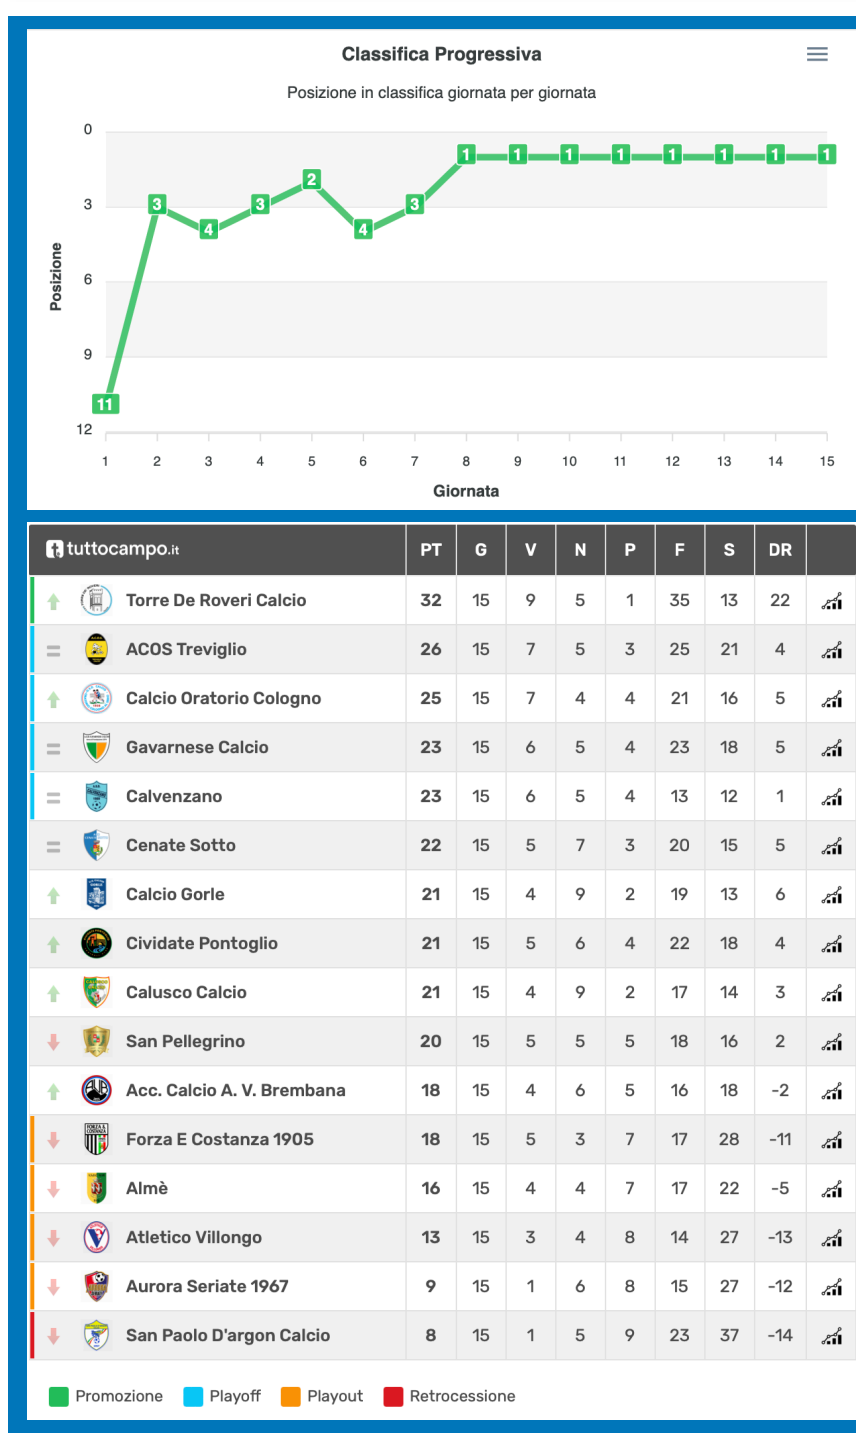 Classifica Progressiva
Posizione in classifica giornata per giornata
0
3
6
9
12
Posizione
11
3
4
3
2
4
3
1
1
1
1
1
1
1
1
1 2 3 4 5 6 7 8 9 10 11 12 13 14 15
Giornata
tuttocampo.it PT G V N P F S DR
Torre De Roveri Calcio 32 15 9 5 1 35 13 22
ACOS Treviglio 26 15 7 5 3 25 21 4
Calcio Oratorio Cologno 25 15 7 4 4 21 16 5
Gavarnese Calcio 23 15 6 5 4 23 18 5
Calvenzano 23 15 6 5 4 13 12 1
Cenate Sotto 22 15 5 7 3 20 15 5
Calcio Gorle 21 15 4 9 2 19 13 6
Cividate Pontoglio 21 15 5 6 4 22 18 4
Calusco Calcio 21 15 4 9 2 17 14 3
San Pellegrino 20 15 5 5 5 18 16 2
Acc. Calcio A. V. Brembana 18 15 4 6 5 16 18 -2
Forza E Costanza 1905 18 15 5 3 7 17 28 -11
Almè 16 15 4 4 7 17 22 -5
Atletico Villongo 13 15 3 4 8 14 27 -13
Aurora Seriate 1967 9 15 1 6 8 15 27 -12
San Paolo D'argon Calcio 8 15 1 5 9 23 37 -14
Promozione Playoff Playout Retrocessione